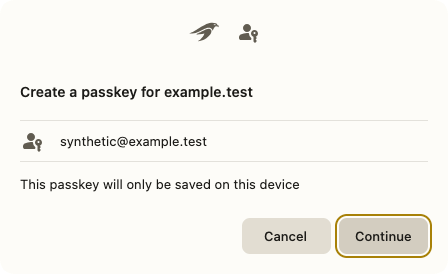 Create a passkey for example.test
synthetic@example.test
This passkey will only be saved on this device
Cancel
Continue